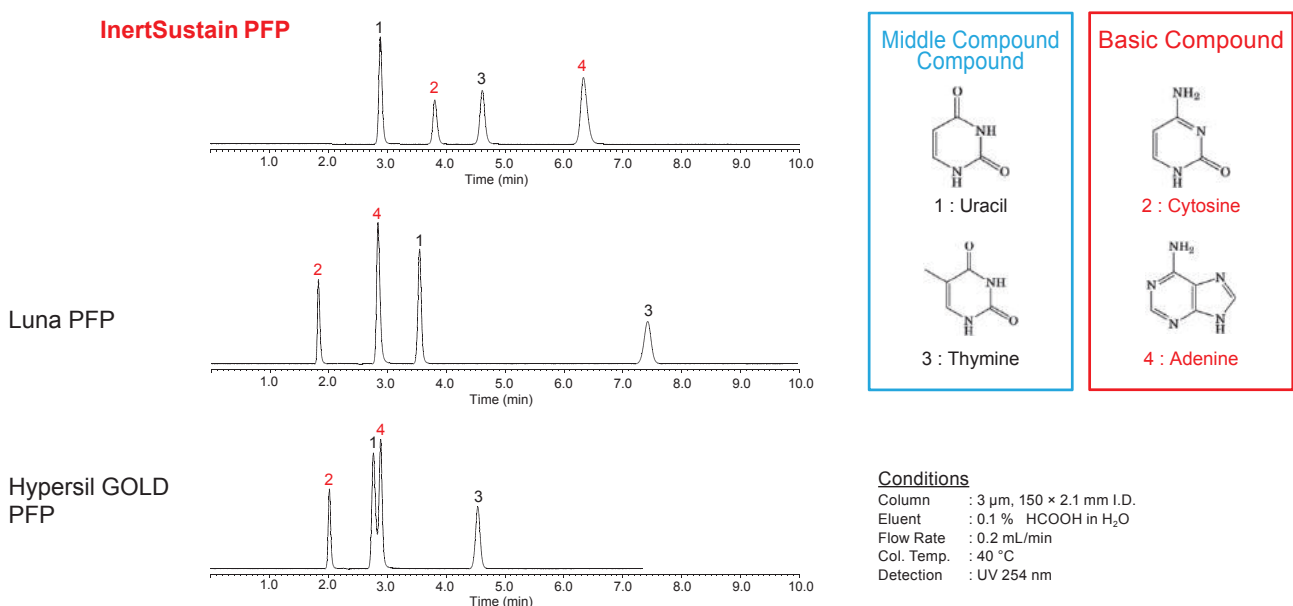 InertSustain PFP
1
2
3
4
1.0 2.0 3.0 4.0 5.0 6.0 7.0 8.0 9.0 10.0
Time (min)
Luna PFP
2
4
1
3
1.0 2.0 3.0 4.0 5.0 6.0 7.0 8.0 9.0 10.0
Time (min)
Hypersil GOLD
PFP
2
1
4
3
1.0 2.0 3.0 4.0 5.0 6.0 7.0 8.0 9.0 10.0
Time (min)
Middle Compound
Compound
O
NH
N
H
O
1 : Uracil
O
NH
N
H
O
3 : Thymine
Basic Compound
NH₂
N
N
H
O
2 : Cytosine
NH₂
N
N
N
N
H
4 : Adenine
Conditions
Column : 3 µm, 150 × 2.1 mm I.D.
Eluent : 0.1 % HCOOH in H₂O
Flow Rate : 0.2 mL/min
Col. Temp. : 40 °C
Detection : UV 254 nm